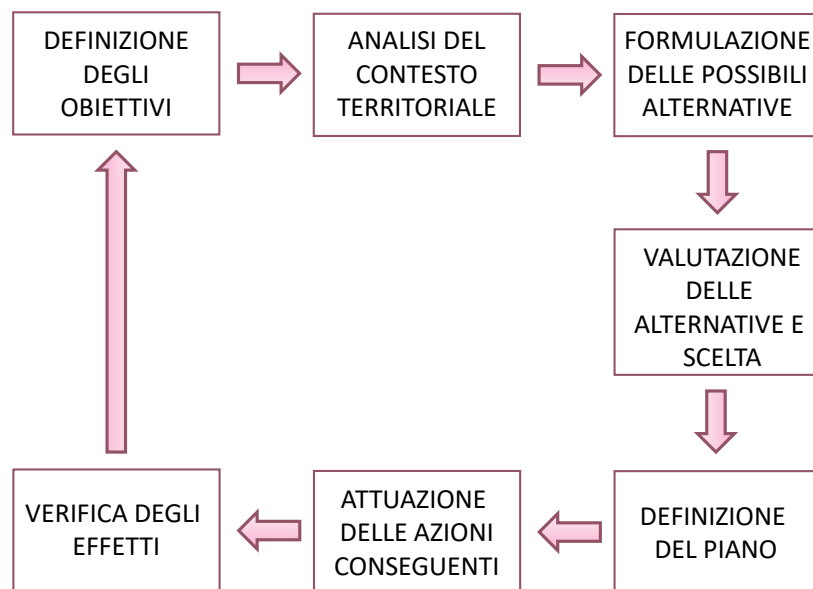 DEFINIZIONE
DEGLI
OBIETTIVI
ANALISI DEL
CONTESTO
TERRITORIALE
FORMULAZIONE
DELLE POSSIBILI
ALTERNATIVE
VALUTAZIONE
DELLE
ALTERNATIVE E
SCELTA
DEFINIZIONE
DEL PIANO
ATTUAZIONE
DELLE AZIONI
CONSEGUENTI
VERIFICA DEGLI
EFFETTI